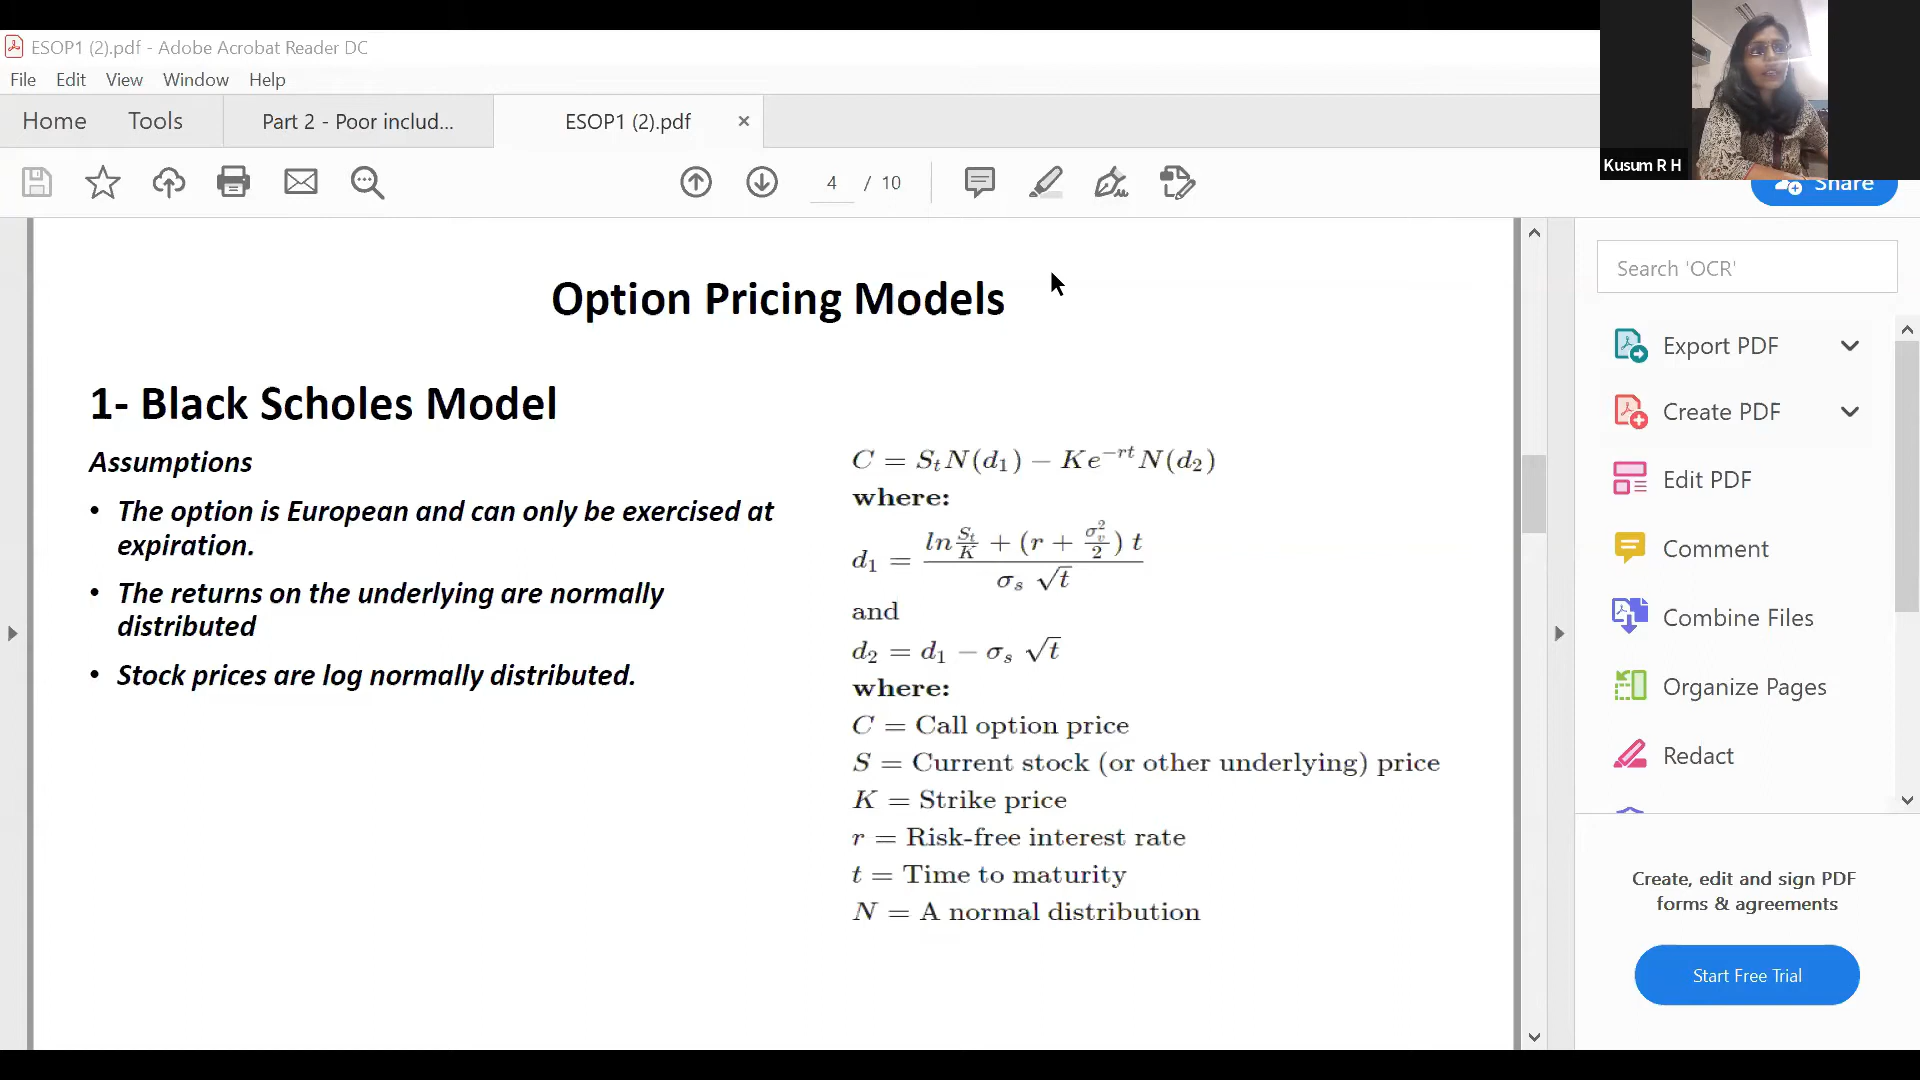 ESOP1 (2).pdf - Adobe Acrobat Reader DC
File Edit View Window Help
Home Tools Part 2 - Poor includ... ESOP1 (2).pdf ×
4 / 10
Kusum R H
Share
Option Pricing Models
1- Black Scholes Model
Assumptions
• The option is European and can only be exercised at
expiration.
• The returns on the underlying are normally
distributed
• Stock prices are log normally distributed.
C = S_t N(d_1) − Ke^{−rt} N(d_2)
where:
d_1 = \frac{ln \frac{S_t}{K} + (r + \frac{σ_v^2}{2}) t}{σ_s √t}
and
d_2 = d_1 − σ_s √t
where:
C = Call option price
S = Current stock (or other underlying) price
K = Strike price
r = Risk-free interest rate
t = Time to maturity
N = A normal distribution
Search 'OCR'
Export PDF
Create PDF
Edit PDF
Comment
Combine Files
Organize Pages
Redact
Create, edit and sign PDF
forms & agreements
Start Free Trial